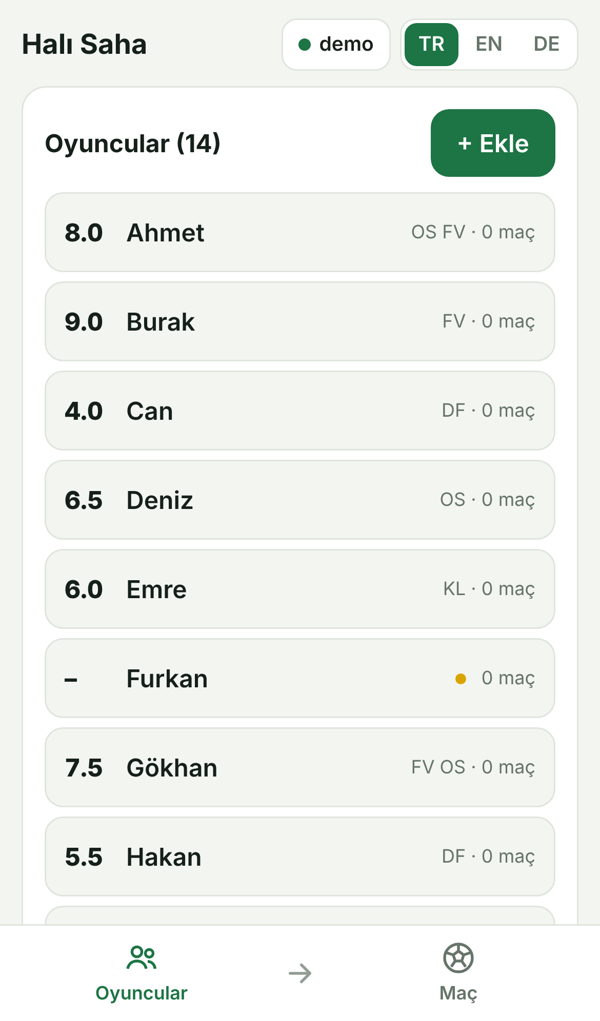 Halı Saha
demo
TR EN DE
Oyuncular (14)
+ Ekle
8.0 Ahmet OS FV · 0 maç
9.0 Burak FV · 0 maç
4.0 Can DF · 0 maç
6.5 Deniz OS · 0 maç
6.0 Emre KL · 0 maç
– Furkan 0 maç
7.5 Gökhan FV OS · 0 maç
5.5 Hakan DF · 0 maç
Oyuncular → Maç